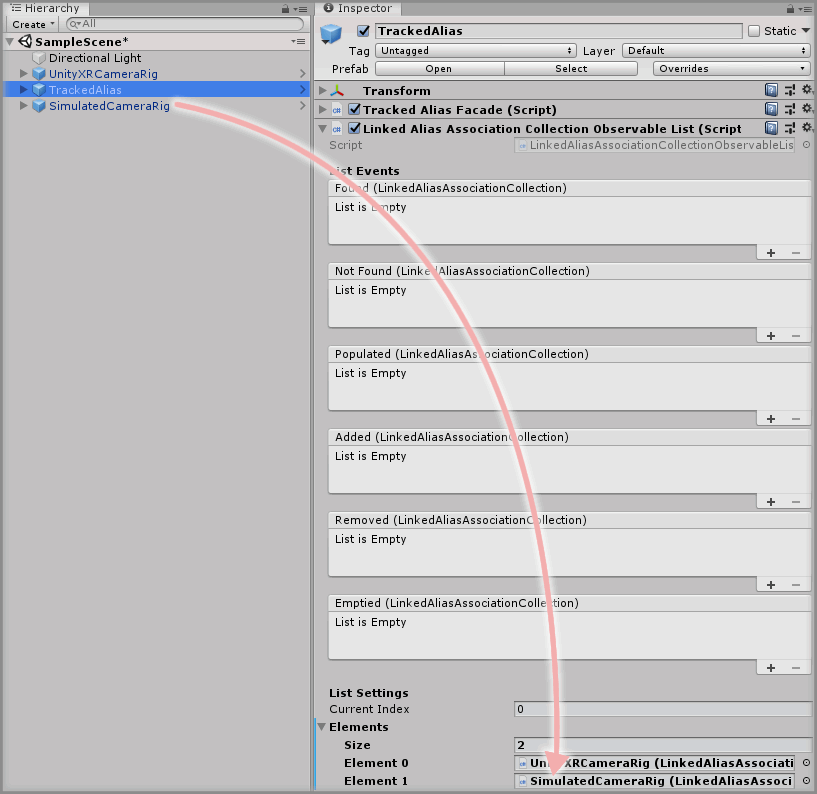 Hierarchy
Create
All
SampleScene*
Directional Light
UnityXRCameraRig
TrackedAlias
SimulatedCameraRig
Inspector
TrackedAlias
Static
Tag Untagged Layer Default
Prefab Open Select Overrides
Transform
Tracked Alias Facade (Script)
Linked Alias Association Collection Observable List (Script
Script LinkedAliasAssociationCollectionObservableLis
List Events
Found (LinkedAliasAssociationCollection)
List is Empty
+ −
Not Found (LinkedAliasAssociationCollection)
List is Empty
+ −
Populated (LinkedAliasAssociationCollection)
List is Empty
+ −
Added (LinkedAliasAssociationCollection)
List is Empty
+ −
Removed (LinkedAliasAssociationCollection)
List is Empty
+ −
Emptied (LinkedAliasAssociationCollection)
List is Empty
+ −
List Settings
Current Index 0
Elements
Size 2
Element 0 UnityXRCameraRig (LinkedAliasAssociati
Element 1 SimulatedCameraRig (LinkedAliasAssoci